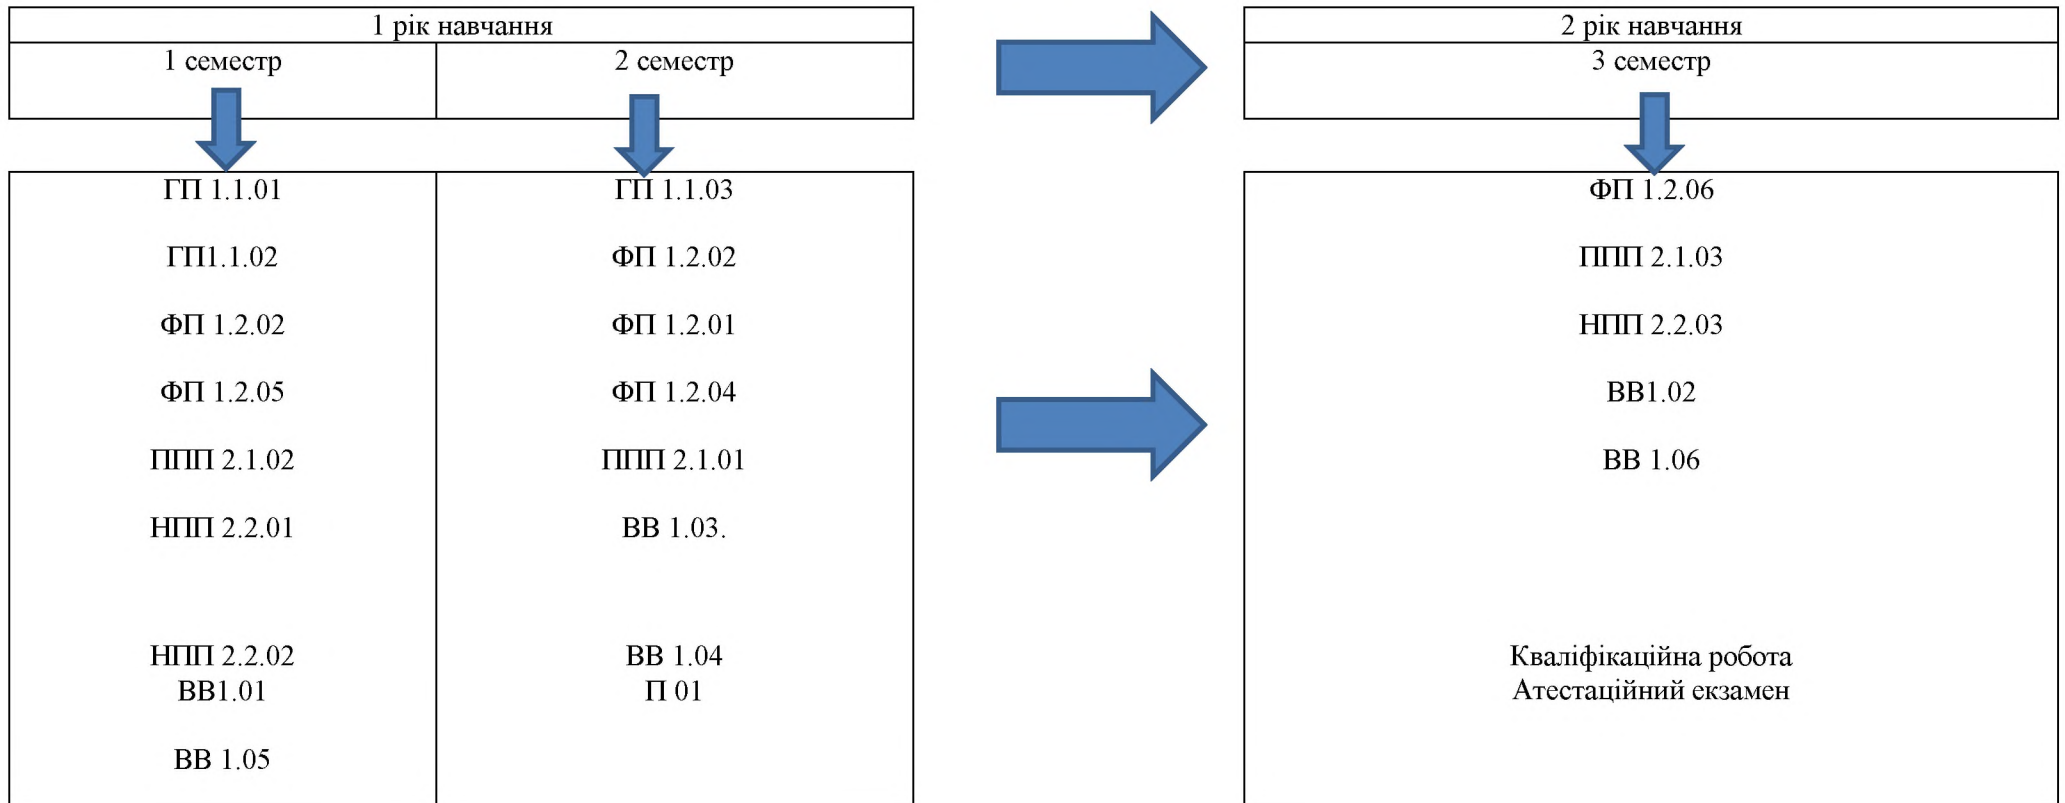 1 рік навчання
1 семестр
2 семестр
2 рік навчання
3 семестр
ГП 1.1.01
ГП1.1.02
ФП 1.2.02
ФП 1.2.05
ППП 2.1.02
НПП 2.2.01
НПП 2.2.02
ВВ1.01
ВВ 1.05
ГП 1.1.03
ФП 1.2.02
ФП 1.2.01
ФП 1.2.04
ППП 2.1.01
ВВ 1.03.
ВВ 1.04
П 01
ФП 1.2.06
ППП 2.1.03
НПП 2.2.03
ВВ1.02
ВВ 1.06
Кваліфікаційна робота
Атестаційний екзамен